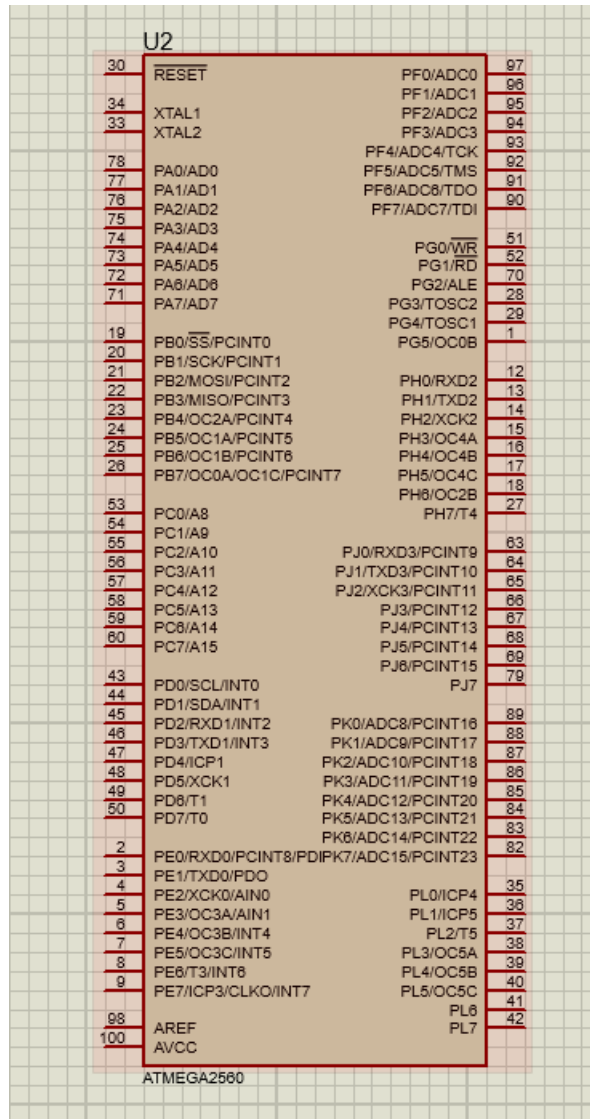 U2
30 RESET
34 XTAL1
33 XTAL2
78 PA0/AD0
77 PA1/AD1
76 PA2/AD2
75 PA3/AD3
74 PA4/AD4
73 PA5/AD5
72 PA6/AD6
71 PA7/AD7
19 PB0/SS/PCINT0
20 PB1/SCK/PCINT1
21 PB2/MOSI/PCINT2
22 PB3/MISO/PCINT3
23 PB4/OC2A/PCINT4
24 PB5/OC1A/PCINT5
25 PB6/OC1B/PCINT6
26 PB7/OC0A/OC1C/PCINT7
53 PC0/A8
54 PC1/A9
55 PC2/A10
56 PC3/A11
57 PC4/A12
58 PC5/A13
59 PC6/A14
60 PC7/A15
43 PD0/SCL/INT0
44 PD1/SDA/INT1
45 PD2/RXD1/INT2
46 PD3/TXD1/INT3
47 PD4/ICP1
48 PD5/XCK1
49 PD6/T1
50 PD7/T0
2 PE0/RXD0/PCINT8/PDI
3 PE1/TXD0/PDO
4 PE2/XCK0/AIN0
5 PE3/OC3A/AIN1
6 PE4/OC3B/INT4
7 PE5/OC3C/INT5
8 PE6/T3/INT6
9 PE7/ICP3/CLKO/INT7
98 AREF
100 AVCC
PF0/ADC0 97
PF1/ADC1 96
PF2/ADC2 95
PF3/ADC3 94
PF4/ADC4/TCK 93
PF5/ADC5/TMS 92
PF6/ADC6/TDO 91
PF7/ADC7/TDI 90
PG0/WR 51
PG1/RD 52
PG2/ALE 70
PG3/TOSC2 28
PG4/TOSC1 29
PG5/OC0B 1
PH0/RXD2 12
PH1/TXD2 13
PH2/XCK2 14
PH3/OC4A 15
PH4/OC4B 16
PH5/OC4C 17
PH6/OC2B 18
PH7/T4 27
PJ0/RXD3/PCINT9 63
PJ1/TXD3/PCINT10 64
PJ2/XCK3/PCINT11 65
PJ3/PCINT12 66
PJ4/PCINT13 67
PJ5/PCINT14 68
PJ6/PCINT15 69
PJ7 79
PK0/ADC8/PCINT16 89
PK1/ADC9/PCINT17 88
PK2/ADC10/PCINT18 87
PK3/ADC11/PCINT19 86
PK4/ADC12/PCINT20 85
PK5/ADC13/PCINT21 84
PK6/ADC14/PCINT22 83
PK7/ADC15/PCINT23 82
PL0/ICP4 35
PL1/ICP5 36
PL2/T5 37
PL3/OC5A 38
PL4/OC5B 39
PL5/OC5C 40
PL6 41
PL7 42
ATMEGA2560